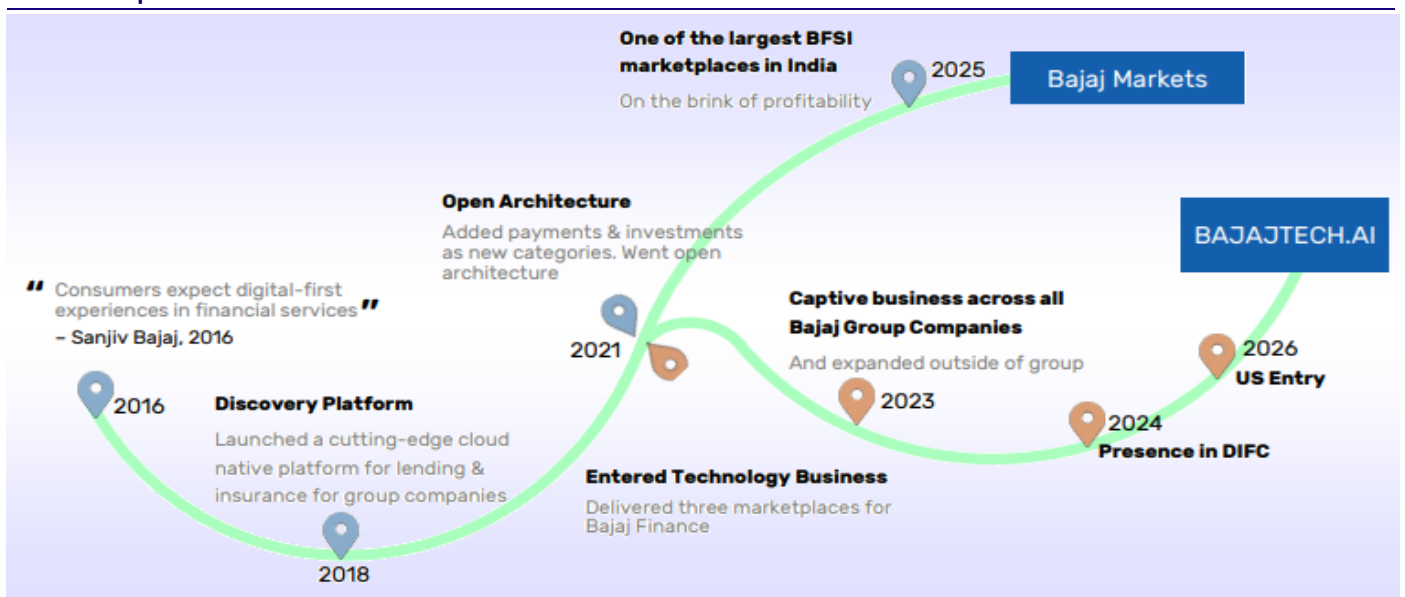 One of the largest BFSI
marketplaces in India
On the brink of profitability
2025
Bajaj Markets
Open Architecture
Added payments & investments
as new categories. Went open
architecture
BAJAJTECH.AI
“ Consumers expect digital-first
experiences in financial services ”
– Sanjiv Bajaj, 2016
2021
Captive business across all
Bajaj Group Companies
And expanded outside of group
2026
US Entry
2016
Discovery Platform
Launched a cutting-edge cloud
native platform for lending &
insurance for group companies
2023
2024
Presence in DIFC
Entered Technology Business
Delivered three marketplaces for
Bajaj Finance
2018